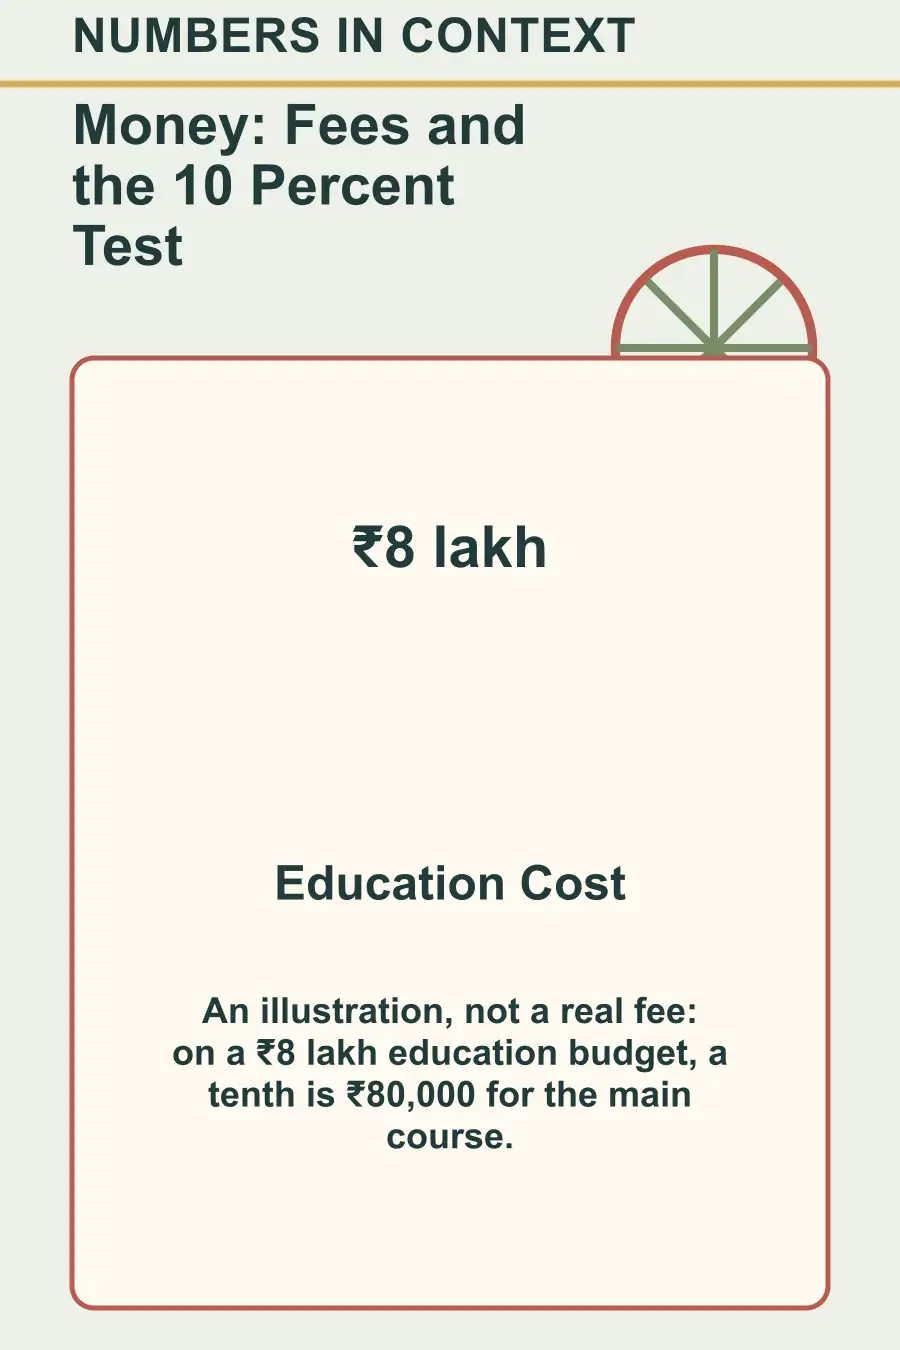 NUMBERS IN CONTEXT
Money: Fees and
the 10 Percent
Test
₹8 lakh
Education Cost
An illustration, not a real fee:
on a ₹8 lakh education budget, a
tenth is ₹80,000 for the main
course.